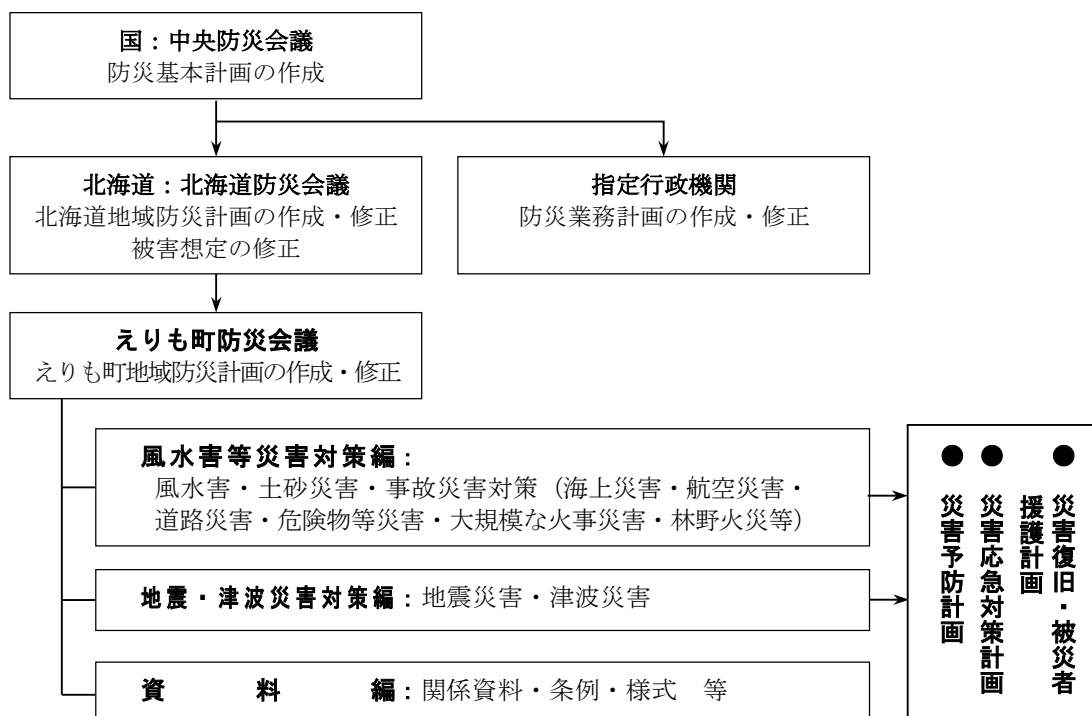 国：中央防災会議
防災基本計画の作成
北海道：北海道防災会議
北海道地域防災計画の作成・修正
被害想定の修正
指定行政機関
防災業務計画の作成・修正
えりも町防災会議
えりも町地域防災計画の作成・修正
風水害等災害対策編：
風水害・土砂災害・事故災害対策（海上災害・航空災害・
道路災害・危険物等災害・大規模な火事災害・林野火災等）
地震・津波災害対策編：地震災害・津波災害
資　料　編：関係資料・条例・様式　等
●災害復旧・被災者
援護計画
●災害応急対策計画
●災害予防計画